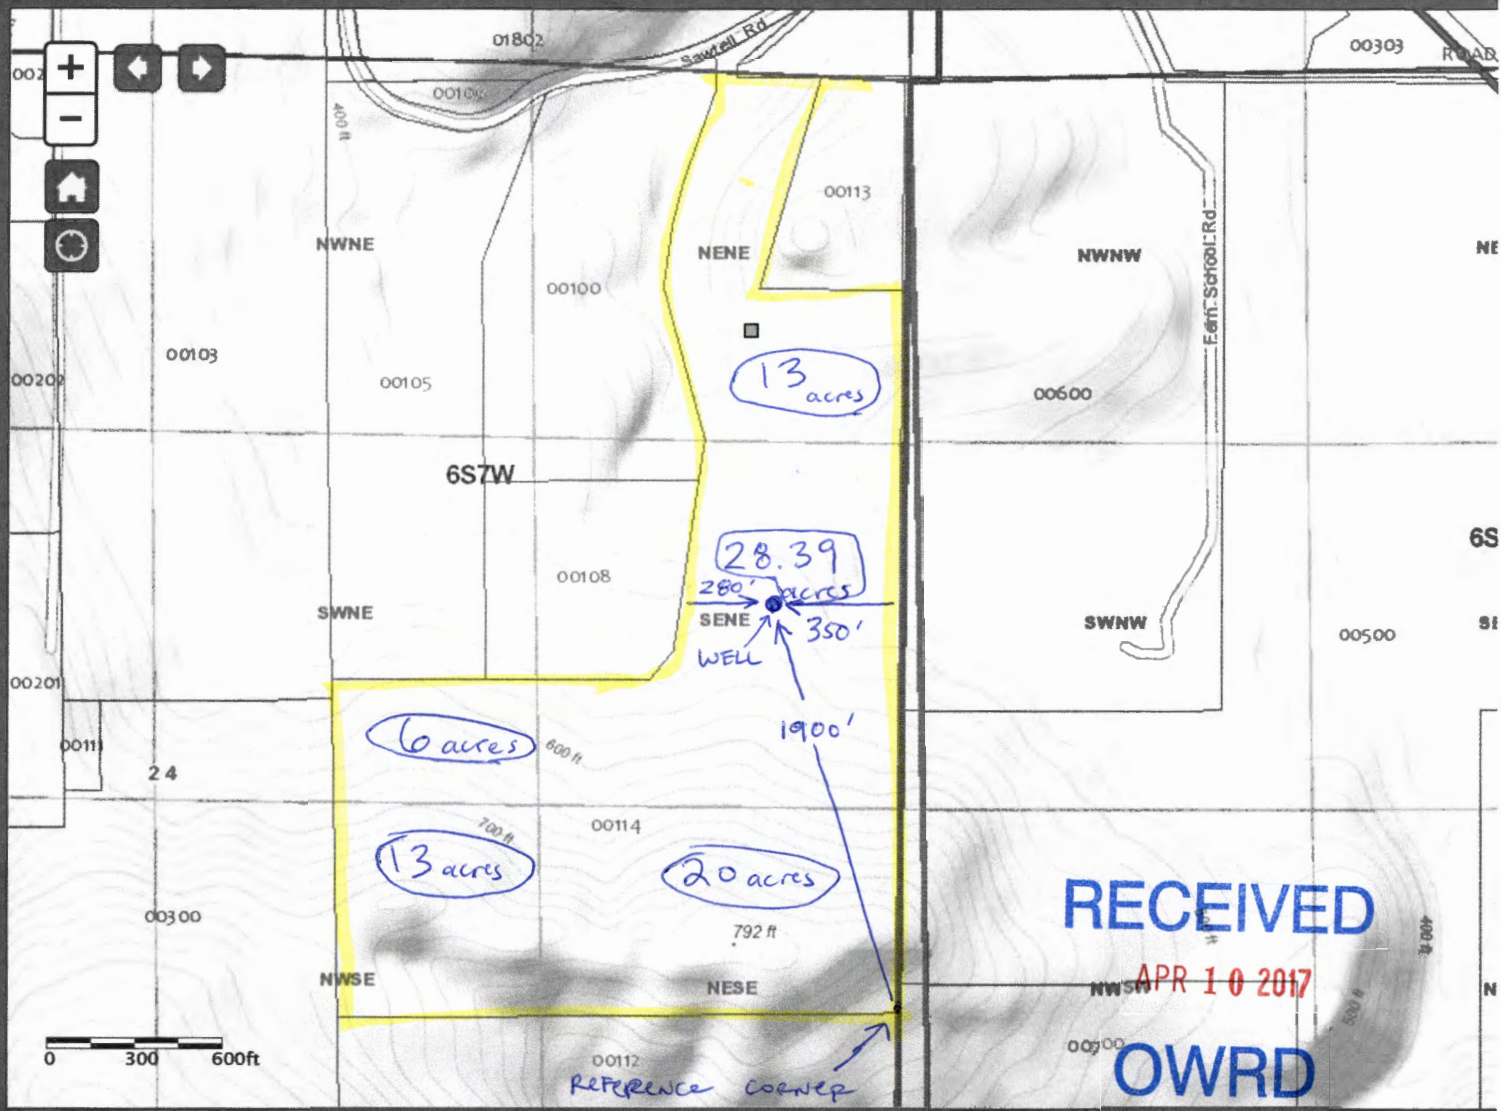 01802
Sawtell Rd
00303
ROAD
002
00106
400 ft
00113
NWNE
NENE
NWNW
NE
Fern School Rd
00100
00103
00105
00202
13
acres
00600
6S7W
6S
28.39
acres
280'
00108
SWNE
SENE
350'
SWNW
SE
00500
WELL
00201
1900'
6 acres
600 ft
00111
24
700 ft
00114
13 acres
20 acres
00300
792 ft
RECEIVED
400 ft
NWSE
NESE
NWSW
APR 10 2017
N
500 ft
0 300 600ft
00112
OWRD
REFERENCE CORNER